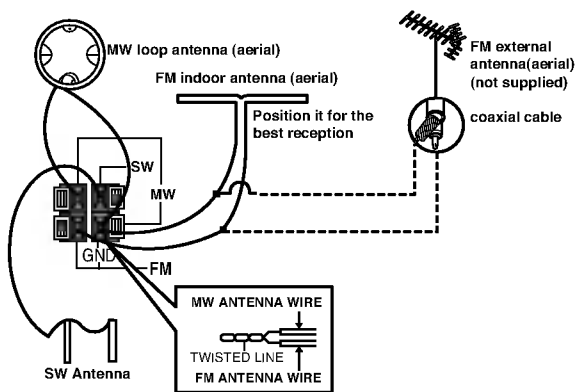 MW loop antenna (aerial)
FM indoor antenna (aerial)
Position it for the
best reception
FM external
antenna(aerial)
(not supplied)
coaxial cable
SW
MW
GND
FM
MW ANTENNA WIRE
TWISTED LINE
FM ANTENNA WIRE
SW Antenna